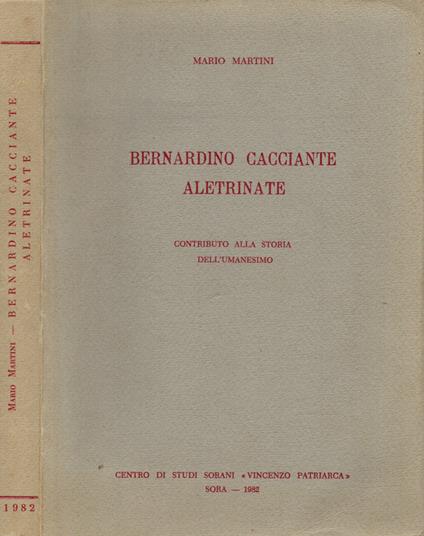 MARIO MARTINI — BERNARDINO CACCIANTE
ALETRINATE
1982
MARIO MARTINI
BERNARDINO CACCIANTE
ALETRINATE
CONTRIBUTO ALLA STORIA
DELL'UMANESIMO
CENTRO DI STUDI SORANI «VINCENZO PATRIARCA»
SORA — 1982